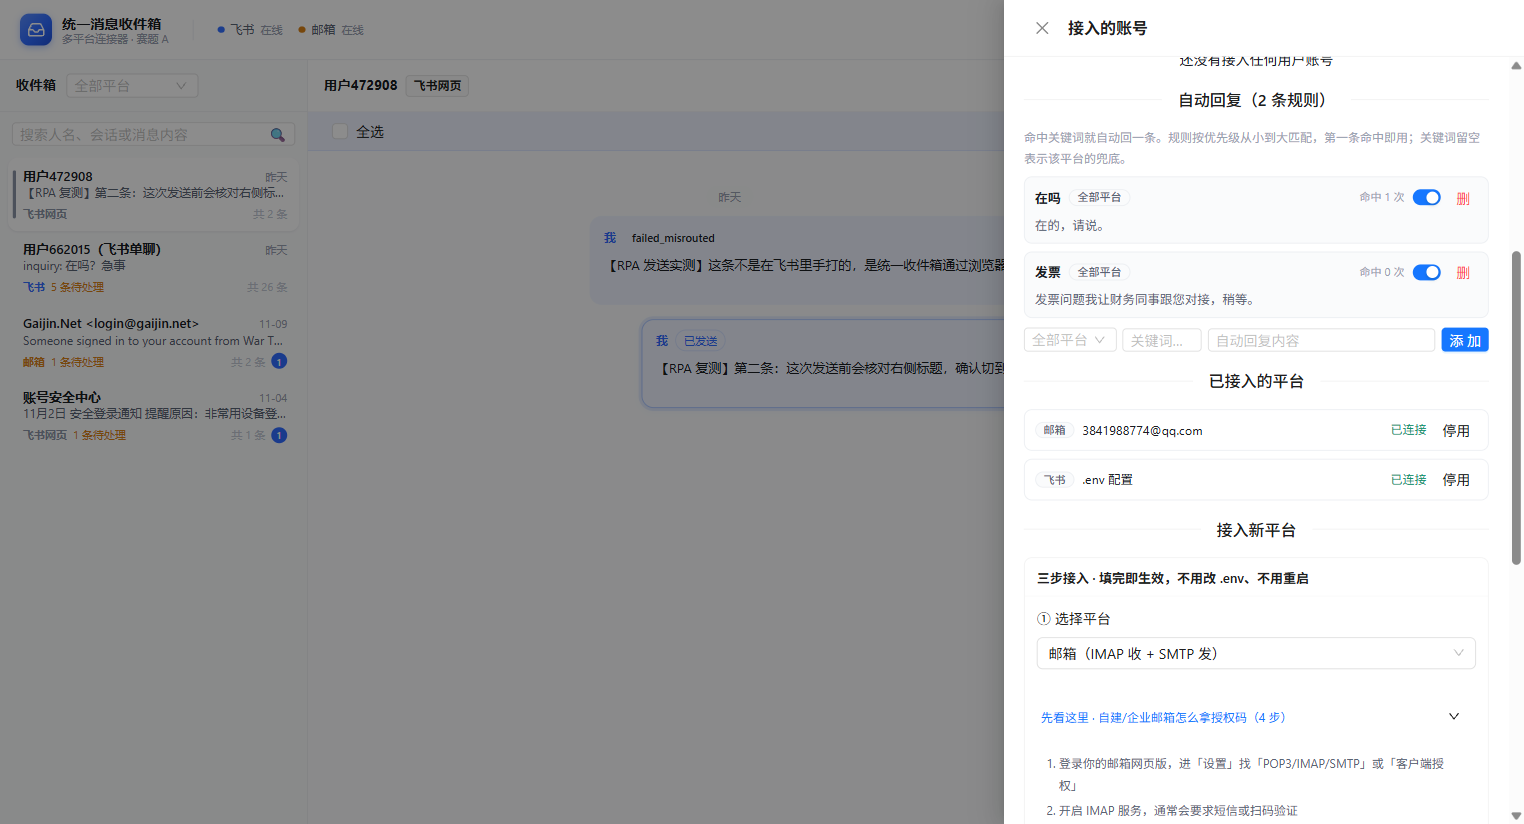 统一消息收件箱
多平台连接器 · 赛题 A
飞书 在线
邮箱 在线
收件箱
全部平台
搜索人名、会话或消息内容
用户472908
昨天
【RPA 复测】第二条：这次发送前会核对右侧标...
飞书网页
共 2 条
用户662015（飞书单聊）
昨天
inquiry: 在吗？急事
飞书 5 条待处理
共 26 条
Gaijin.Net <login@gaijin.net>
11-09
Someone signed in to your account from War T...
邮箱 1 条待处理
共 2 条 1
账号安全中心
11-04
11月2日 安全登录通知 提醒原因：非常用设备登...
飞书网页 1 条待处理
共 1 条 1
用户472908 飞书网页
全选
昨天
我 failed_misrouted
【RPA 发送实测】这条不是在飞书里手打的，是统一收件箱通过浏览器
我 已发送
【RPA 复测】第二条：这次发送前会核对右侧标题，确认切到
接入的账号
还没有接入任何用户账号
自动回复（2 条规则）
命中关键词就自动回一条。规则按优先级从小到大匹配，第一条命中即用；关键词留空
表示该平台的兜底。
在吗 全部平台 命中 1 次 删
在的，请说。
发票 全部平台 命中 0 次 删
发票问题我让财务同事跟您对接，稍等。
全部平台 关键词... 自动回复内容 添 加
已接入的平台
邮箱 3841988774@qq.com 已连接 停用
飞书 .env 配置 已连接 停用
接入新平台
三步接入 · 填完即生效，不用改 .env、不用重启
① 选择平台
邮箱（IMAP 收 + SMTP 发）
先看这里 · 自建/企业邮箱怎么拿授权码（4 步）
1. 登录你的邮箱网页版，进「设置」找「POP3/IMAP/SMTP」或「客户端授
权」
2. 开启 IMAP 服务，通常会要求短信或扫码验证